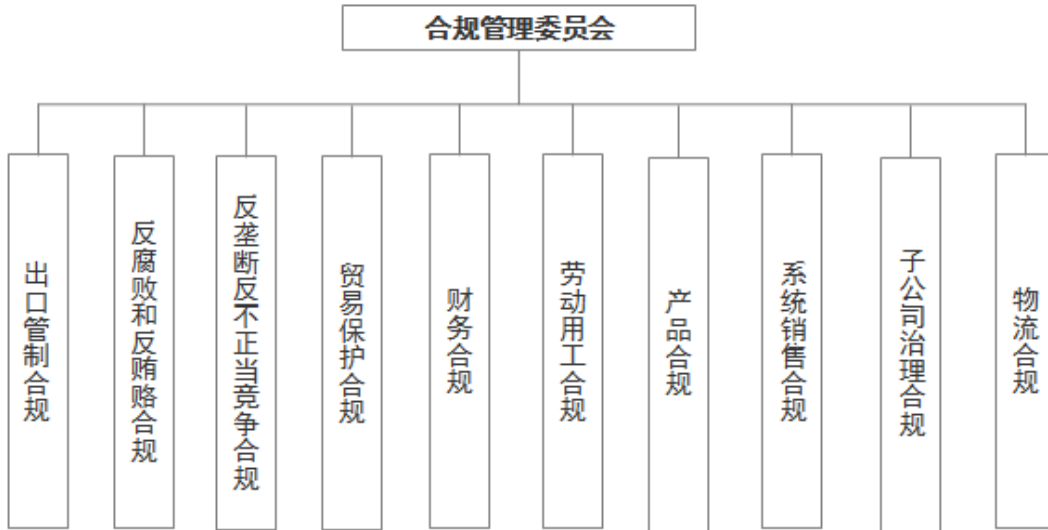 合规管理委员会
出口管制合规
反腐败和反贿赂合规
反垄断反不正当竞争合规
贸易保护合规
财务合规
劳动用工合规
产品合规
系统销售合规
子公司治理合规
物流合规